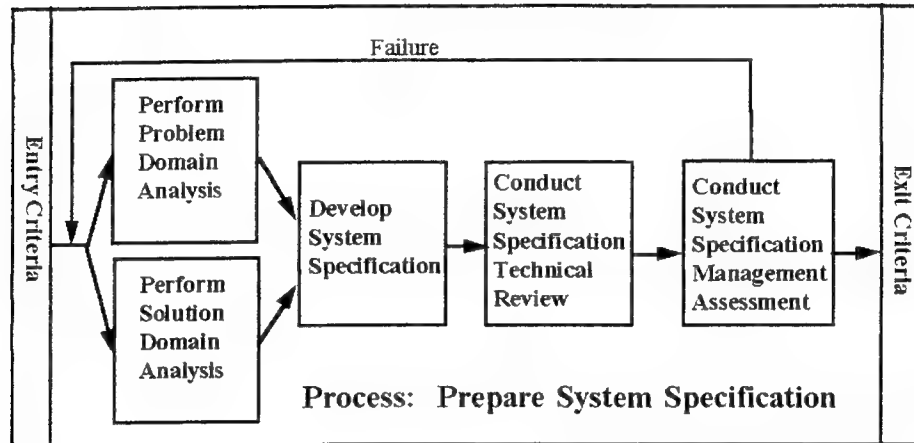 Failure
Entry Criteria
Perform
Problem
Domain
Analysis
Perform
Solution
Domain
Analysis
Develop
System
Specification
Conduct
System
Specification
Technical
Review
Conduct
System
Specification
Management
Assessment
Exit Criteria
Process: Prepare System Specification